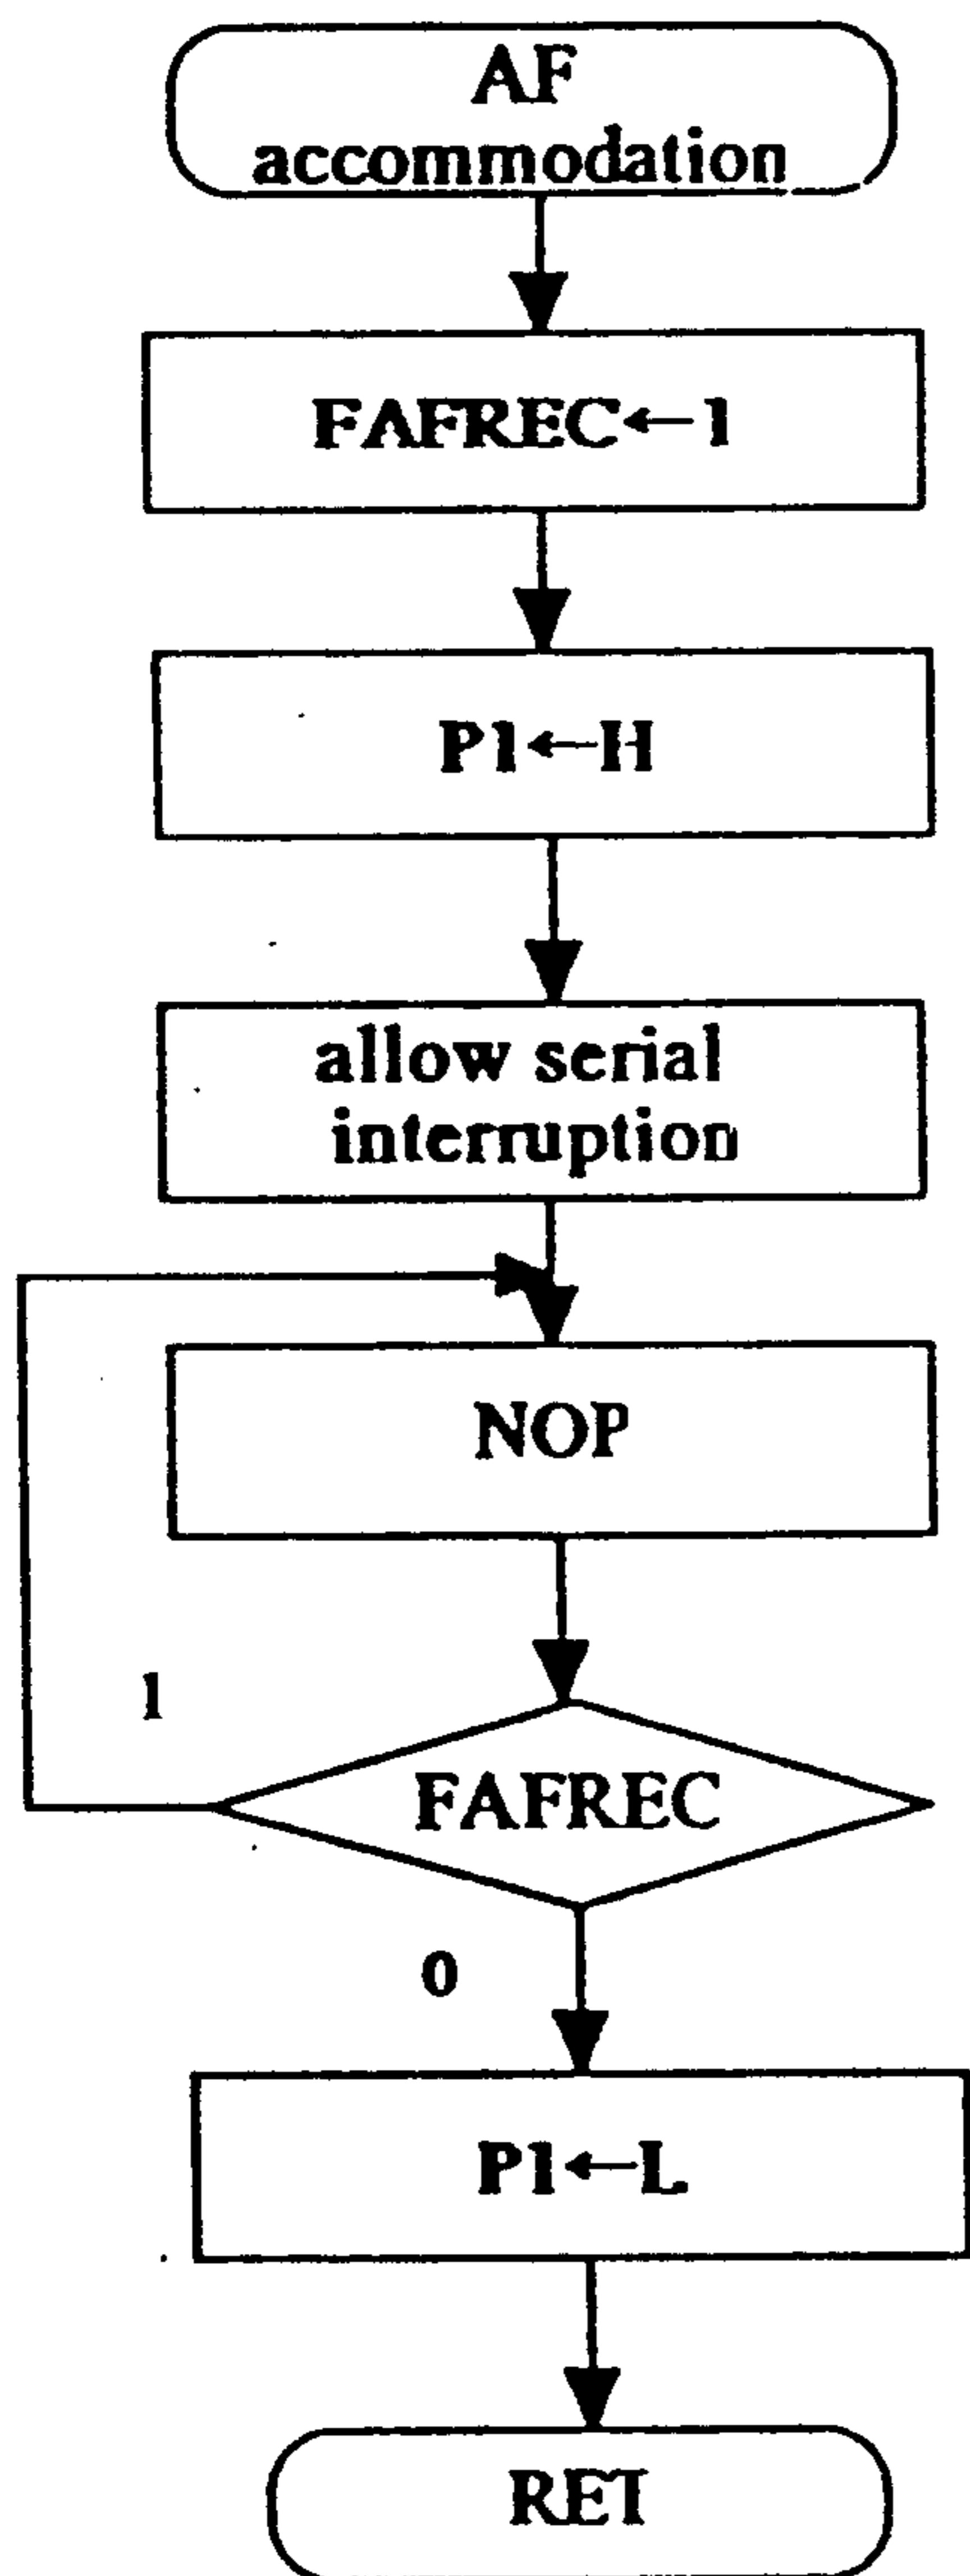 AF
accommodation
FAFREC←1
P1←H
allow serial
interruption
NOP
1
FAFREC
0
P1←L
RET